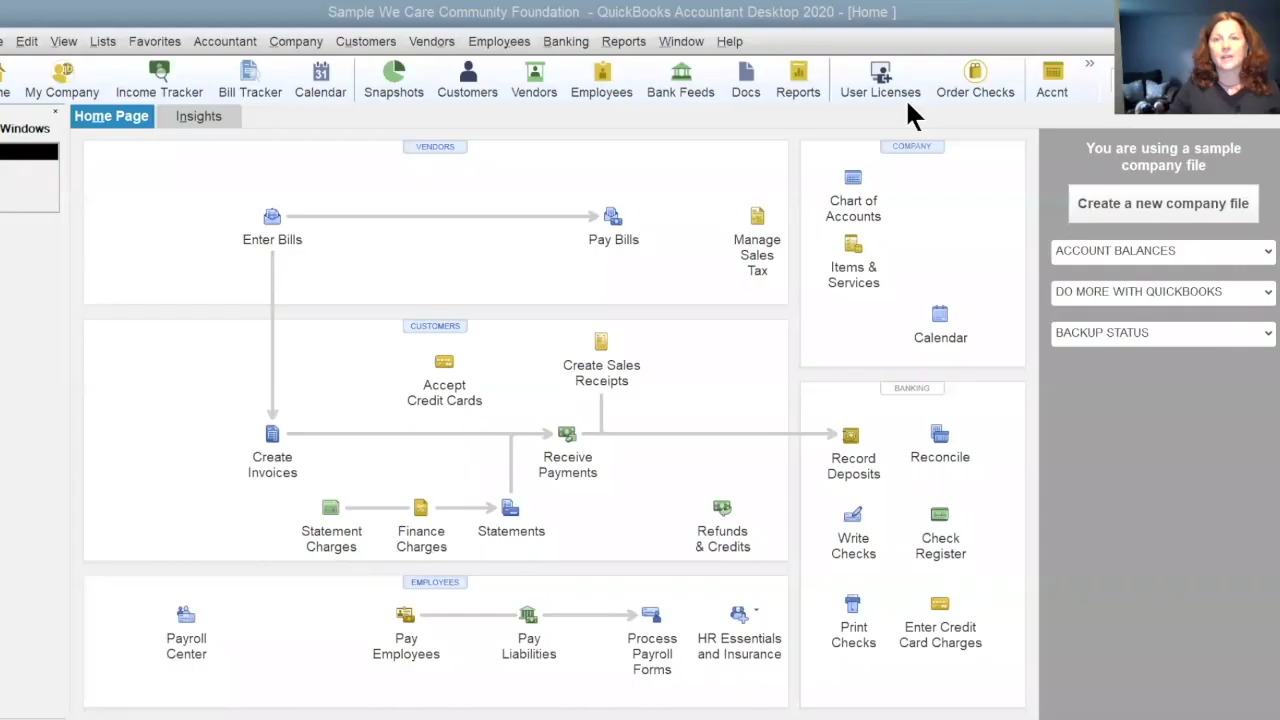 Sample We Care Community Foundation - QuickBooks Accountant Desktop 2020 - [Home ]
Edit View Lists Favorites Accountant Company Customers Vendors Employees Banking Reports Window Help
My Company Income Tracker Bill Tracker Calendar Snapshots Customers Vendors Employees Bank Feeds Docs Reports User Licenses Order Checks Accnt
31
Windows
Home Page Insights
VENDORS
Enter Bills
Pay Bills
Manage
Sales
Tax
CUSTOMERS
Accept
Credit Cards
Create Sales
Receipts
Create
Invoices
Receive
Payments
Statement
Charges
Finance
Charges
Statements
Refunds
& Credits
EMPLOYEES
Payroll
Center
Pay
Employees
Pay
Liabilities
Process
Payroll
Forms
HR Essentials
and Insurance
COMPANY
Chart of
Accounts
Items &
Services
Calendar
BANKING
Record
Deposits
Reconcile
Write
Checks
Check
Register
Print
Checks
Enter Credit
Card Charges
You are using a sample
company file
Create a new company file
ACCOUNT BALANCES
DO MORE WITH QUICKBOOKS
BACKUP STATUS